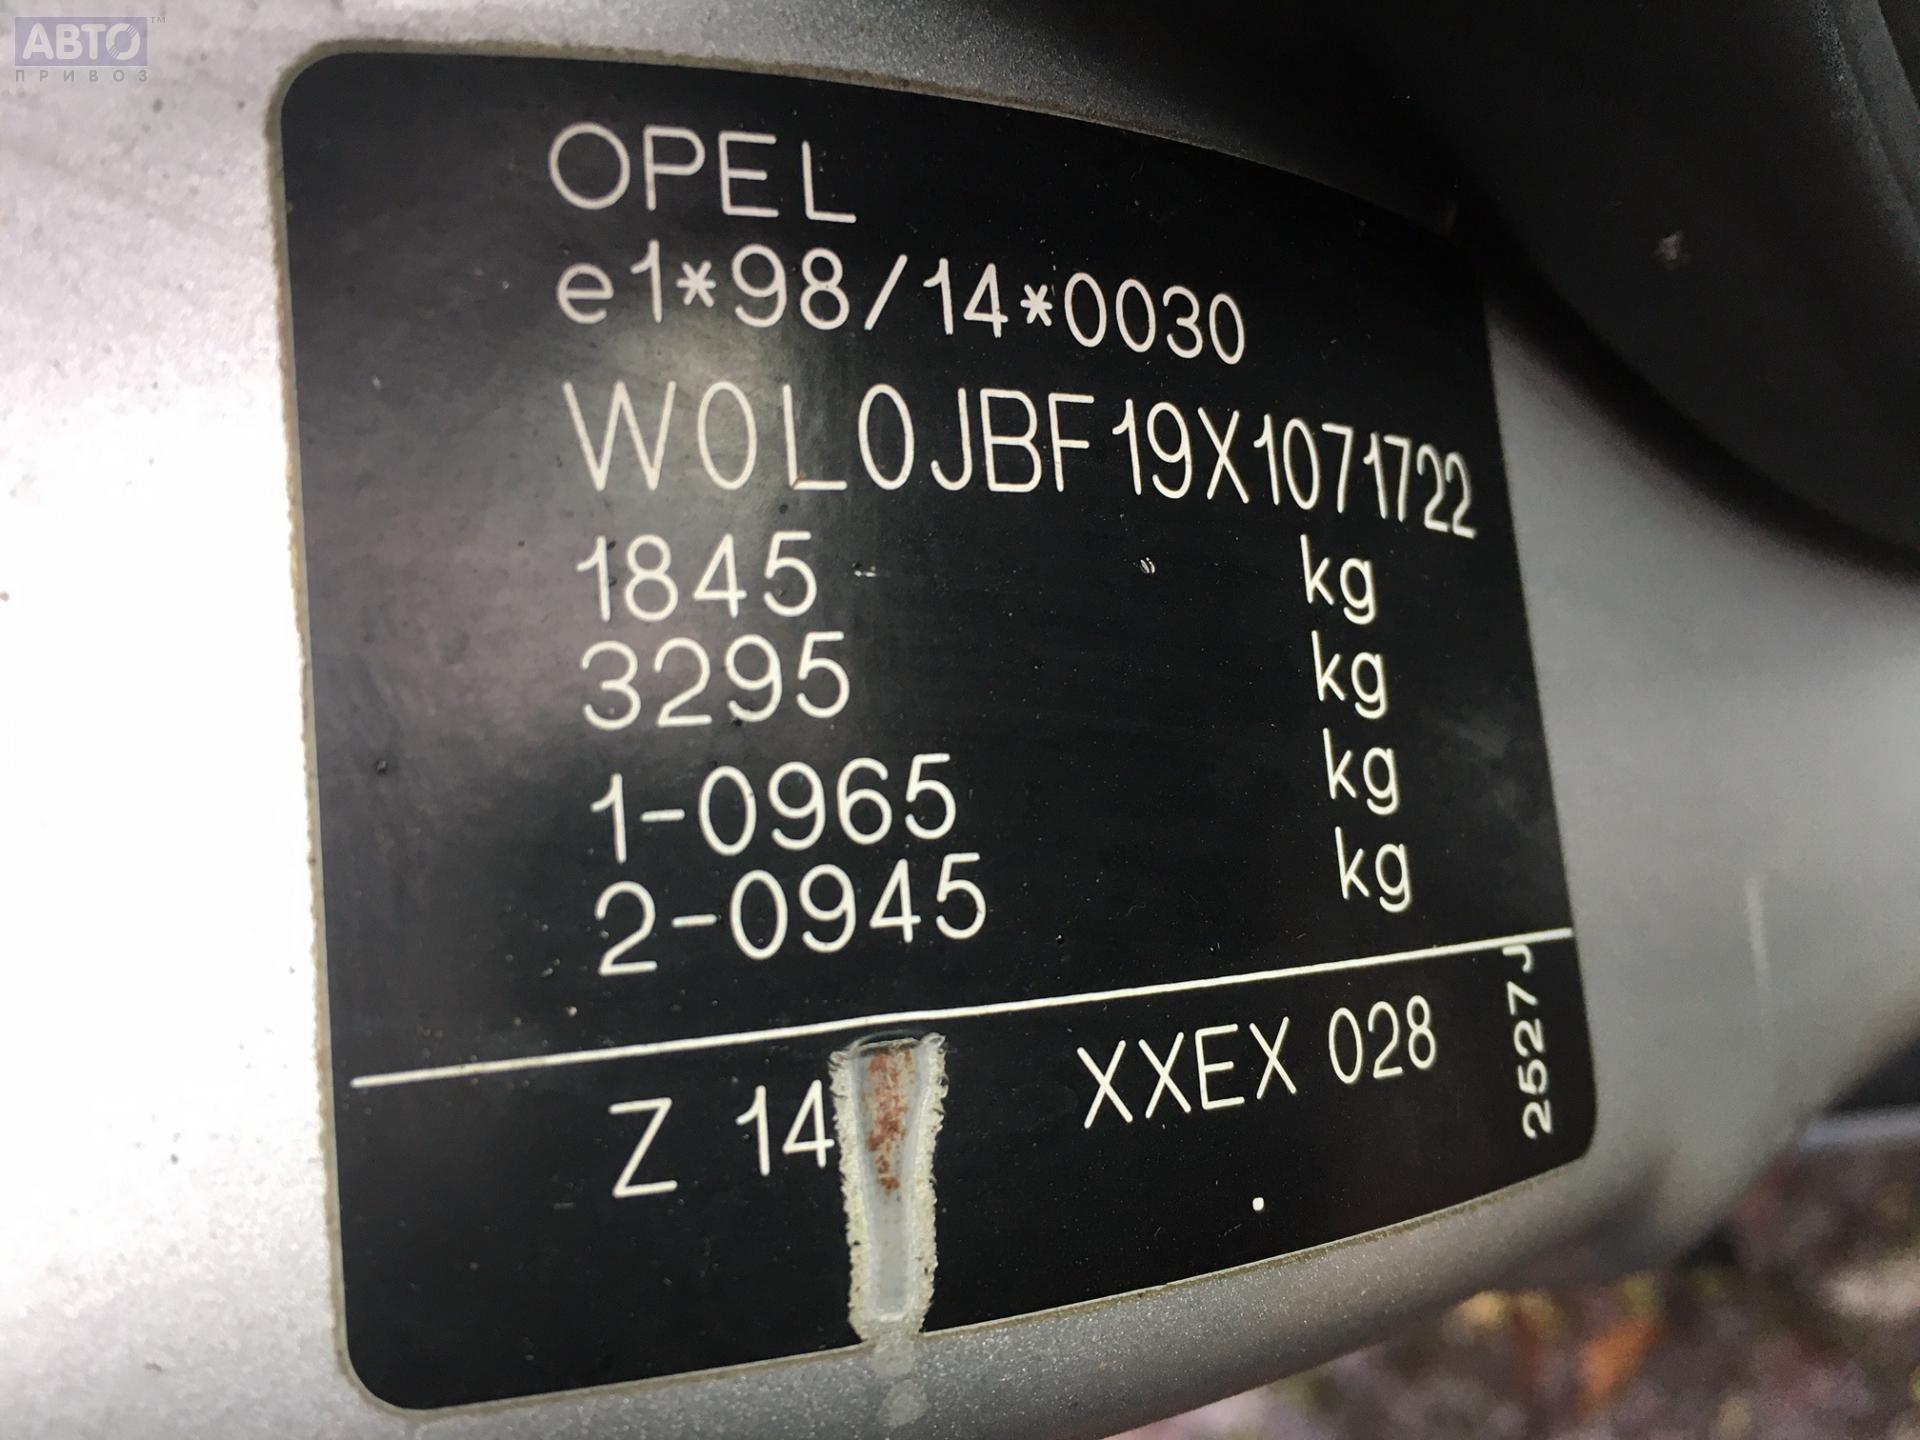 АВТО™
ПРИВОЗ
OPEL
e1*98/14*0030
W0L0JBF19X1071722
1845 kg
3295 kg
1-0965 kg
2-0945 kg
Z 14 XXEX 028
2527J